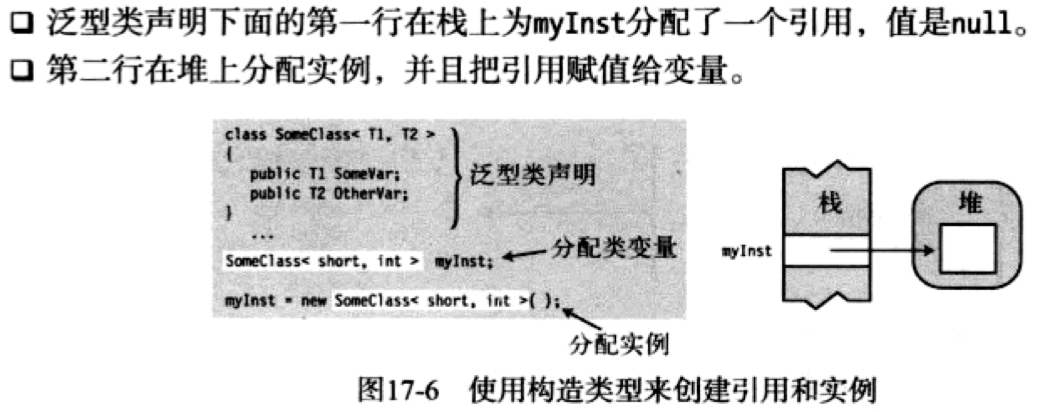 ❑ 泛型类声明下面的第一行在栈上为myInst分配了一个引用，值是null。
❑ 第二行在堆上分配实例，并且把引用赋值给变量。
class SomeClass< T1, T2 >
{
public T1 SomeVar;
public T2 OtherVar;
}
泛型类声明
...
SomeClass< short, int > myInst;
分配类变量
myInst = new SomeClass< short, int >( );
分配实例
栈
堆
myInst
图17-6 使用构造类型来创建引用和实例